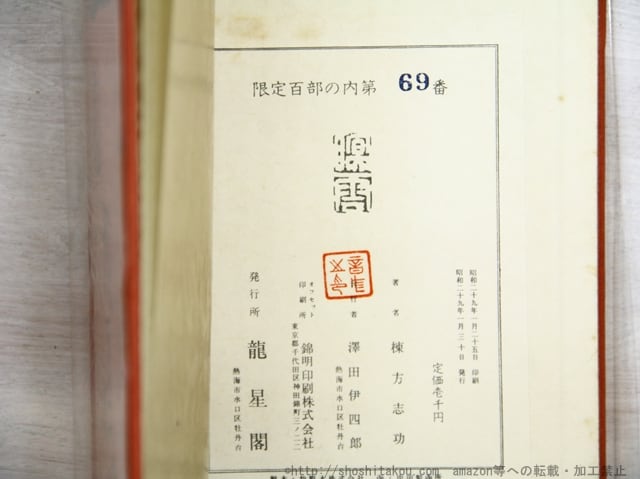 限定百部の内第 69 番
昭和二十九年一月二十五日 印刷
昭和二十九年一月三十日 発行
定価壱千円
著者 棟方志功
行者 澤田伊四郎
熱海市水口区牡丹台
オフセット
印刷所 錦明印刷株式会社
東京都千代田区神田錦町三ノ一二
発行所 龍星閣
熱海市水口区牡丹台
©http://shoshitakou.com amazon等への転載・加工禁止